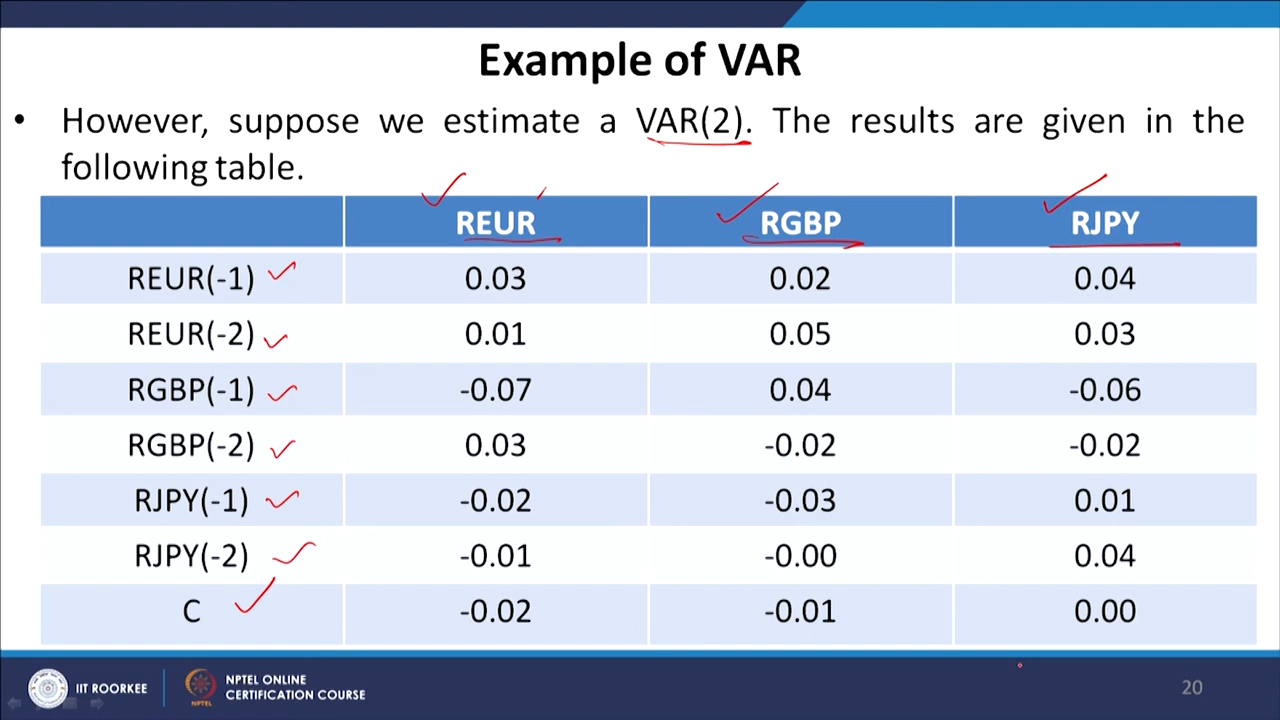 Example of VAR
• However, suppose we estimate a VAR(2). The results are given in the
following table.
REUR RGBP RJPY
REUR(-1) 0.03 0.02 0.04
REUR(-2) 0.01 0.05 0.03
RGBP(-1) -0.07 0.04 -0.06
RGBP(-2) 0.03 -0.02 -0.02
RJPY(-1) -0.02 -0.03 0.01
RJPY(-2) -0.01 -0.00 0.04
C -0.02 -0.01 0.00
IIT ROORKEE
NPTEL
NPTEL ONLINE
CERTIFICATION COURSE
20